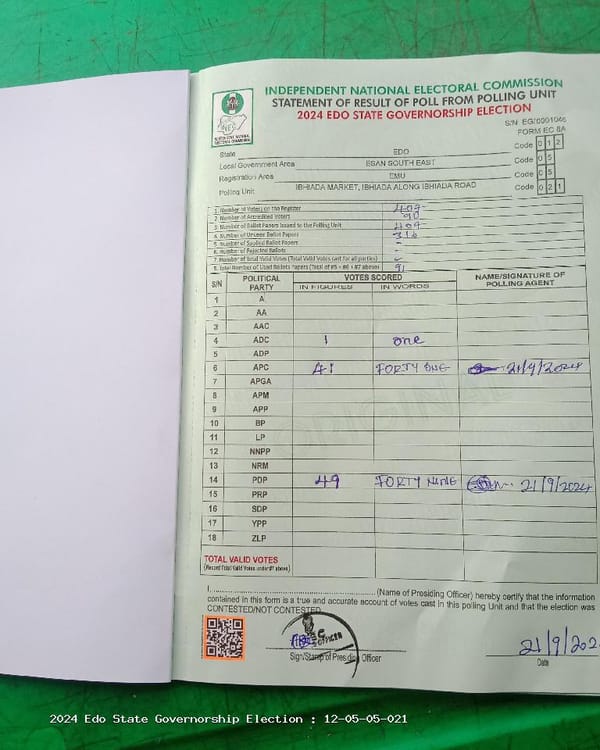 INDEPENDENT NATIONAL ELECTORAL COMMISSION
STATEMENT OF RESULT OF POLL FROM POLLING UNIT
2024 EDO STATE GOVERNORSHIP ELECTION
FORM EC 8A
State EDO Code 0 1 2
Local Government Area ESAN SOUTH EAST Code 0 5
Registration Area EMU Code 0 5
Polling Unit IBHIADA MARKET, IBHIADA ALONG IBHIADA ROAD Code 0 2 1
1. Number of Voters on the Register 409
2. Number of Accredited Voters
3. Number of Ballot Papers Issued to the Polling Unit 409
4. Number of Unused Ballot Papers
5. Number of Spoiled Ballot Papers -
6. Number of Rejected Ballots -
7. Number of Total Valid Votes (Total Valid Votes cast for all parties)
8. Total Number of Used Ballots Papers (Total of #5 + #6 + #7 above) 91
S/N POLITICAL PARTY VOTES SCORED NAME/SIGNATURE OF POLLING AGENT
IN FIGURES IN WORDS
1 A
2 AA
3 AAC
4 ADC 1 one
5 ADP
6 APC 41 FORTY ONE 21/9/2024
7 APGA
8 APM
9 APP
10 BP
11 LP
12 NNPP
13 NRM
14 PDP 49 FORTY NINE 21/9/2024
15 PRP
16 SDP
17 YPP
18 ZLP
TOTAL VALID VOTES
(Record Total Valid Votes under #7 above)
I, (Name of Presiding Officer) hereby certify that the information
contained in this form is a true and accurate account of votes cast in this polling Unit and that the election was
CONTESTED/NOT CONTESTED
21/9/202
Sign/Stamp of Presiding Officer Date
2024 Edo State Governorship Election : 12-05-05-021